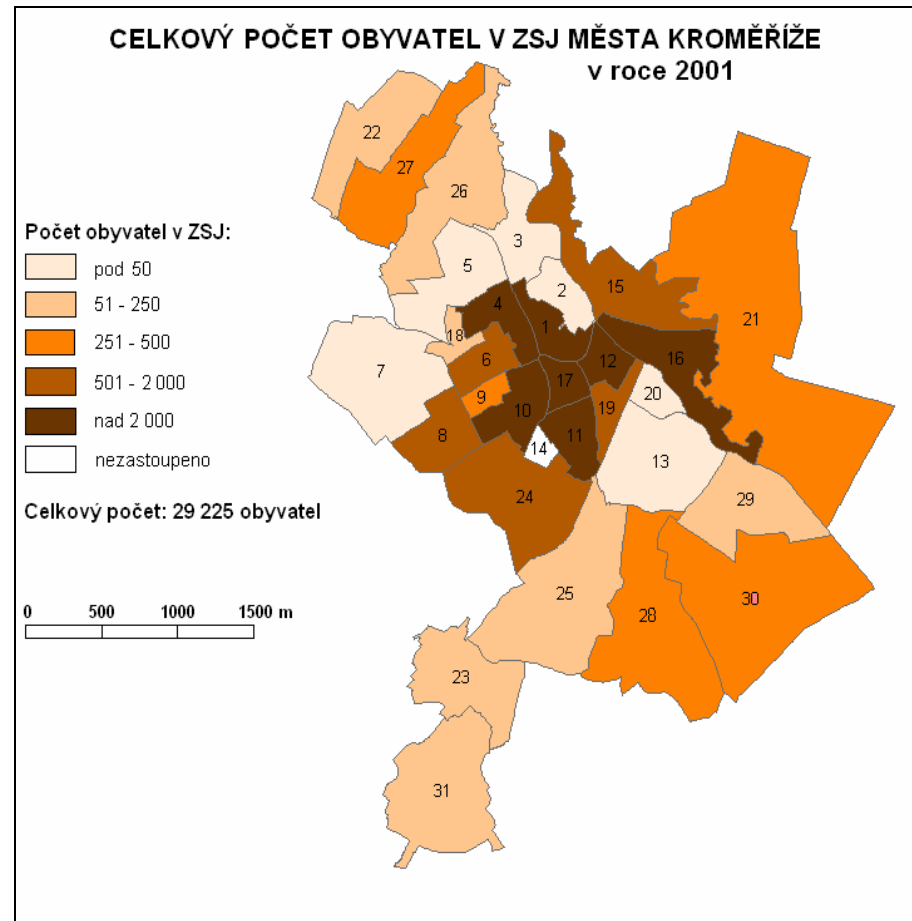 CELKOVÝ POČET OBYVATEL V ZSJ MĚSTA KROMĚŘÍŽE
v roce 2001
22
27
26
3
5
2
15
4
1
21
18
12
16
6
7
17
20
9
10
19
8
11
14
13
24
29
25
30
28
23
31
Počet obyvatel v ZSJ:
pod 50
51 - 250
251 - 500
501 - 2 000
nad 2 000
nezastoupeno
Celkový počet: 29 225 obyvatel
0 500 1000 1500 m